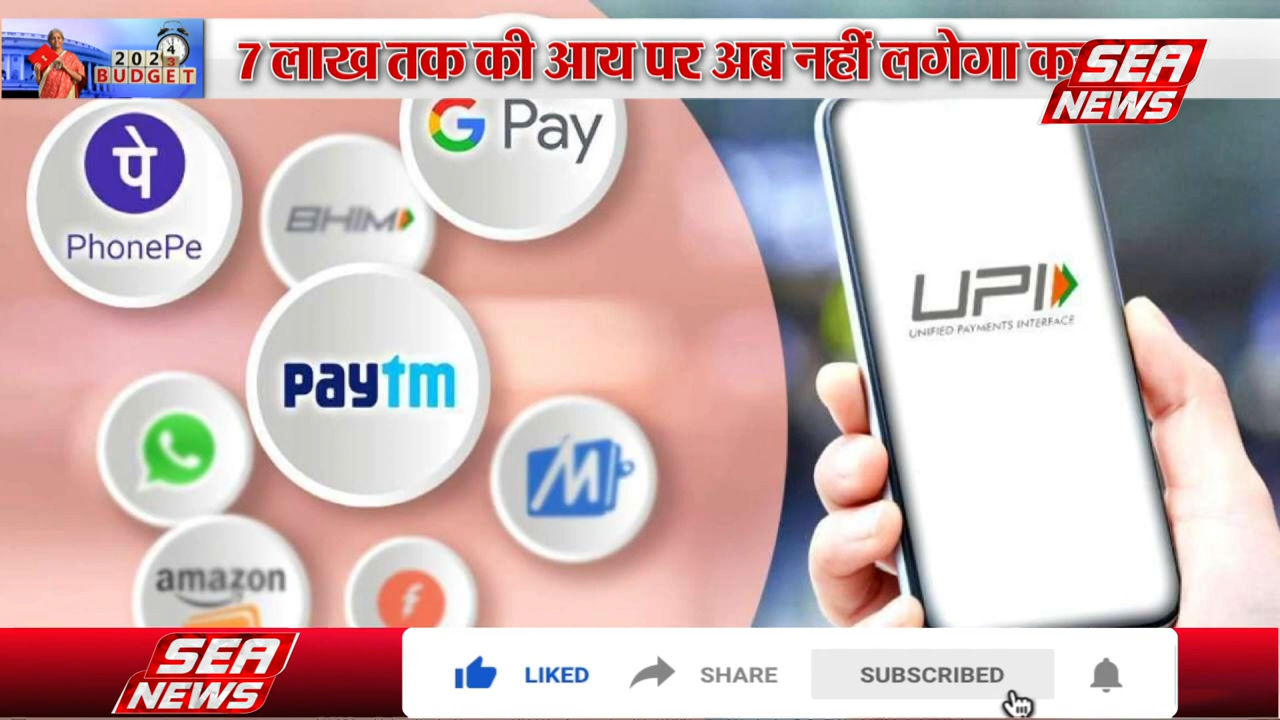 2023
4
BUDGET
7 लाख तक की आय पर अब नहीं लगेगा
SEA
NEWS
पे
PhonePe
BHIM
G Pay
paytm
UPI
UNIFIED PAYMENTS INTERFACE
M
amazon
f
SEA
NEWS
LIKED
SHARE
SUBSCRIBED